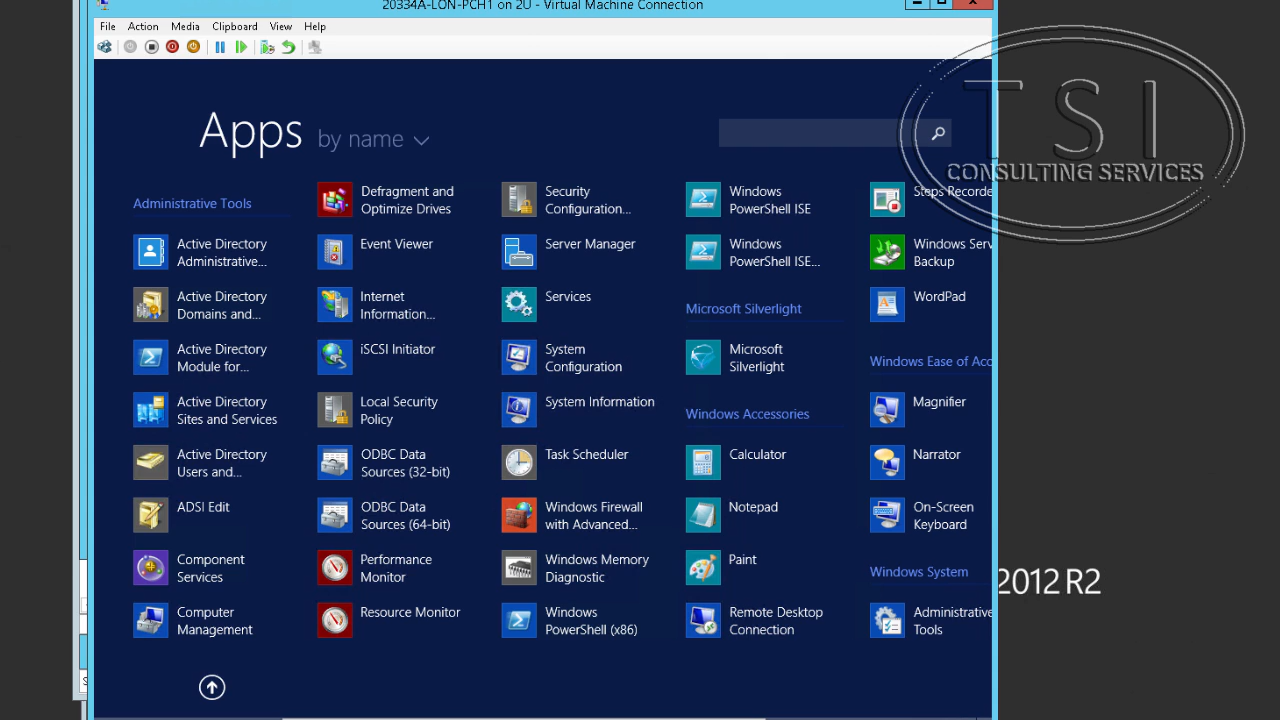 20334A-LON-PCH1 on 2U - Virtual Machine Connection
File Action Media Clipboard View Help
TSI
CONSULTING SERVICES
Apps by name
Administrative Tools
Active Directory
Administrative...
Active Directory
Domains and...
Active Directory
Module for...
Active Directory
Sites and Services
Active Directory
Users and...
ADSI Edit
Component
Services
Computer
Management
Defragment and
Optimize Drives
Event Viewer
Internet
Information...
iSCSI Initiator
Local Security
Policy
ODBC Data
Sources (32-bit)
ODBC Data
Sources (64-bit)
Performance
Monitor
Resource Monitor
Security
Configuration...
Server Manager
Services
System
Configuration
System Information
Task Scheduler
Windows Firewall
with Advanced...
Windows Memory
Diagnostic
Windows
PowerShell (x86)
Windows
PowerShell ISE
Windows
PowerShell ISE...
Microsoft Silverlight
Microsoft
Silverlight
Windows Accessories
Calculator
Notepad
Paint
Remote Desktop
Connection
Steps Recorde
Windows Serv
Backup
WordPad
Windows Ease of Acc
Magnifier
Narrator
On-Screen
Keyboard
Windows System
Administrative
Tools
2012 R2